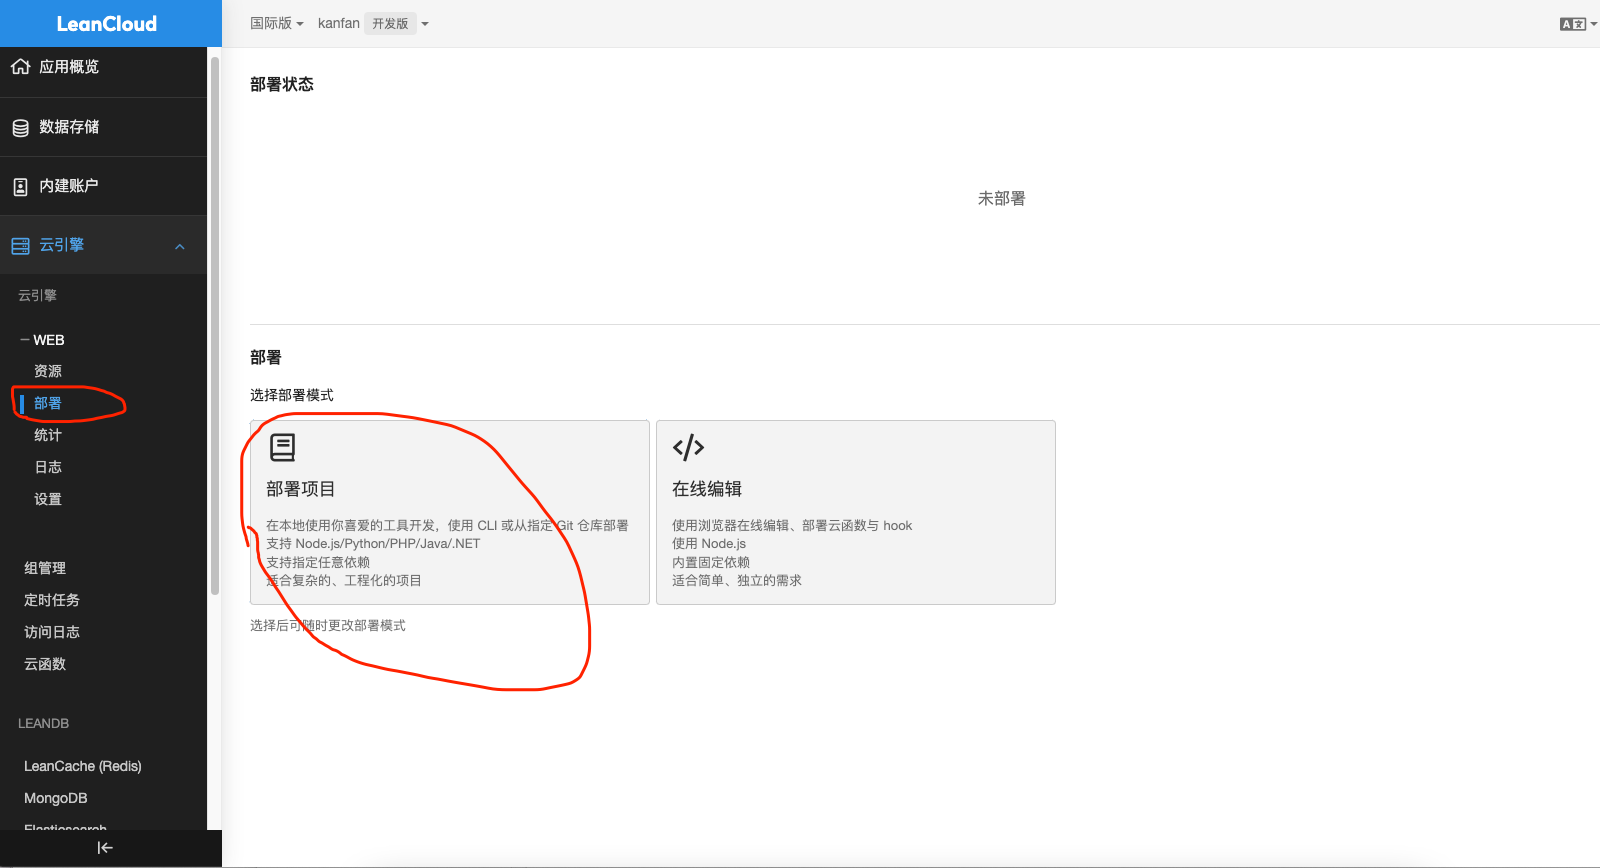 LeanCloud
国际版 kanfan 开发版
应用概览
数据存储
内建账户
云引擎
云引擎
WEB
资源
部署
统计
日志
设置
组管理
定时任务
访问日志
云函数
LEANDB
LeanCache (Redis)
MongoDB
Elasticsearch
部署状态
未部署
部署
选择部署模式
部署项目
在本地使用你喜爱的工具开发，使用 CLI 或从指定 Git 仓库部署
支持 Node.js/Python/PHP/Java/.NET
支持指定任意依赖
适合复杂的、工程化的项目
在线编辑
使用浏览器在线编辑、部署云函数与 hook
使用 Node.js
内置固定依赖
适合简单、独立的需求
选择后可随时更改部署模式